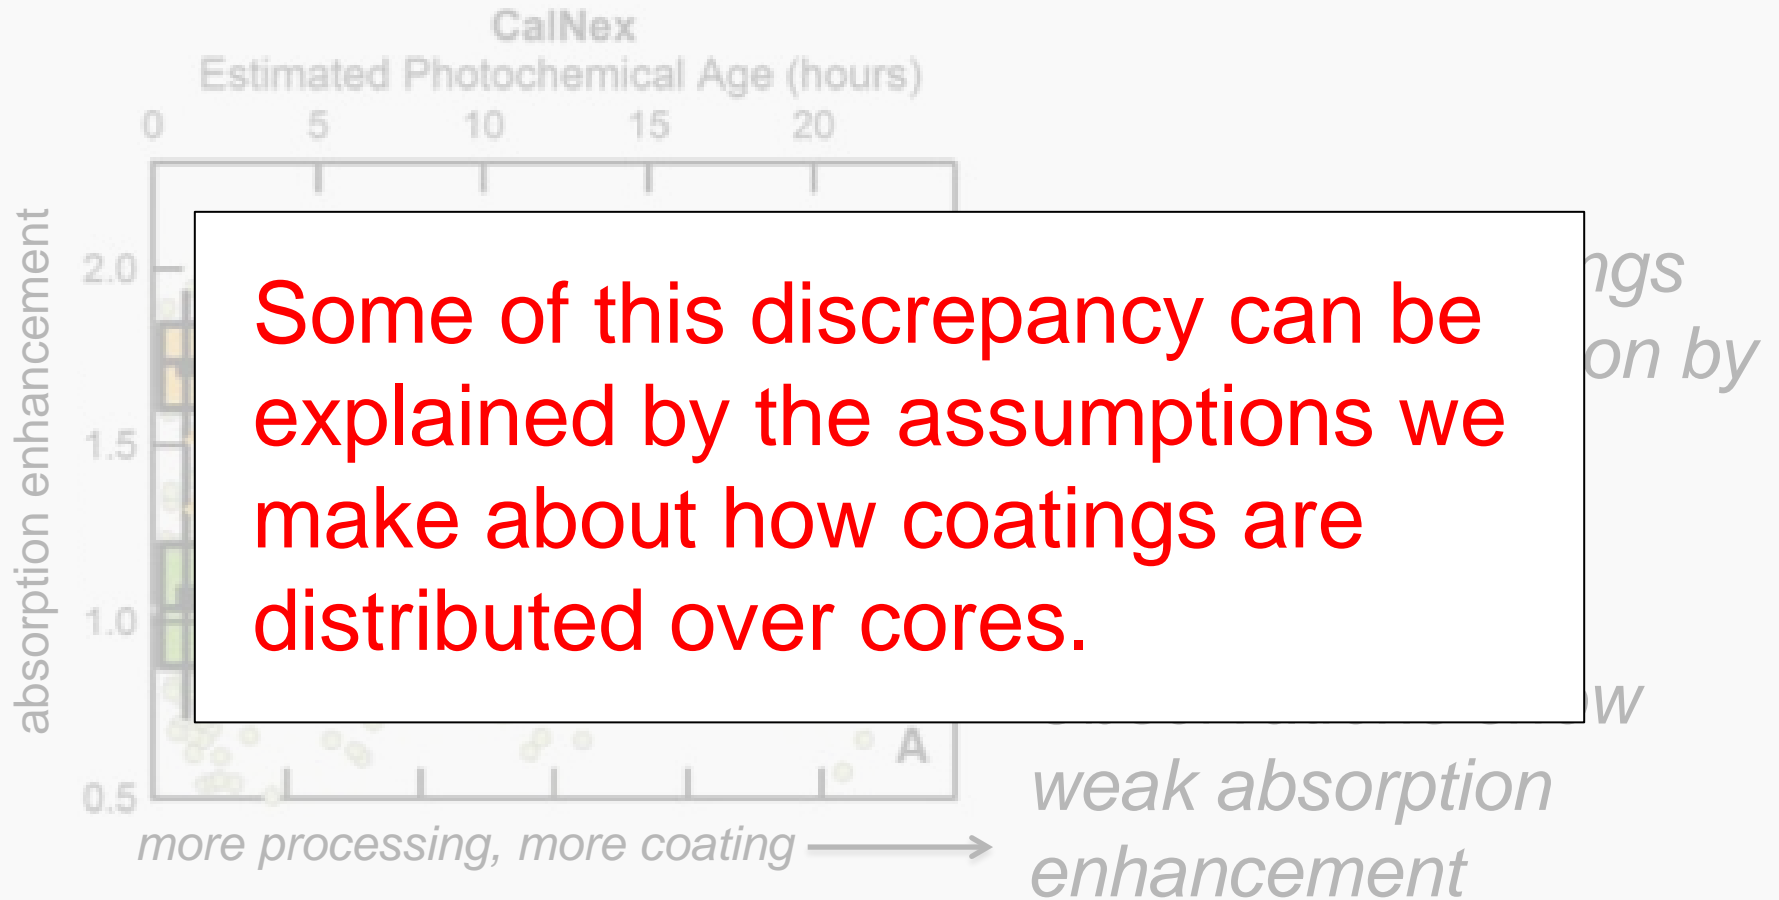 CalNex
Estimated Photochemical Age (hours)
0 5 10 15 20
absorption enhancement
2.0
1.5
1.0
0.5
Some of this discrepancy can be
explained by the assumptions we
make about how coatings are
distributed over cores.
on by
A
weak absorption
enhancement
more processing, more coating